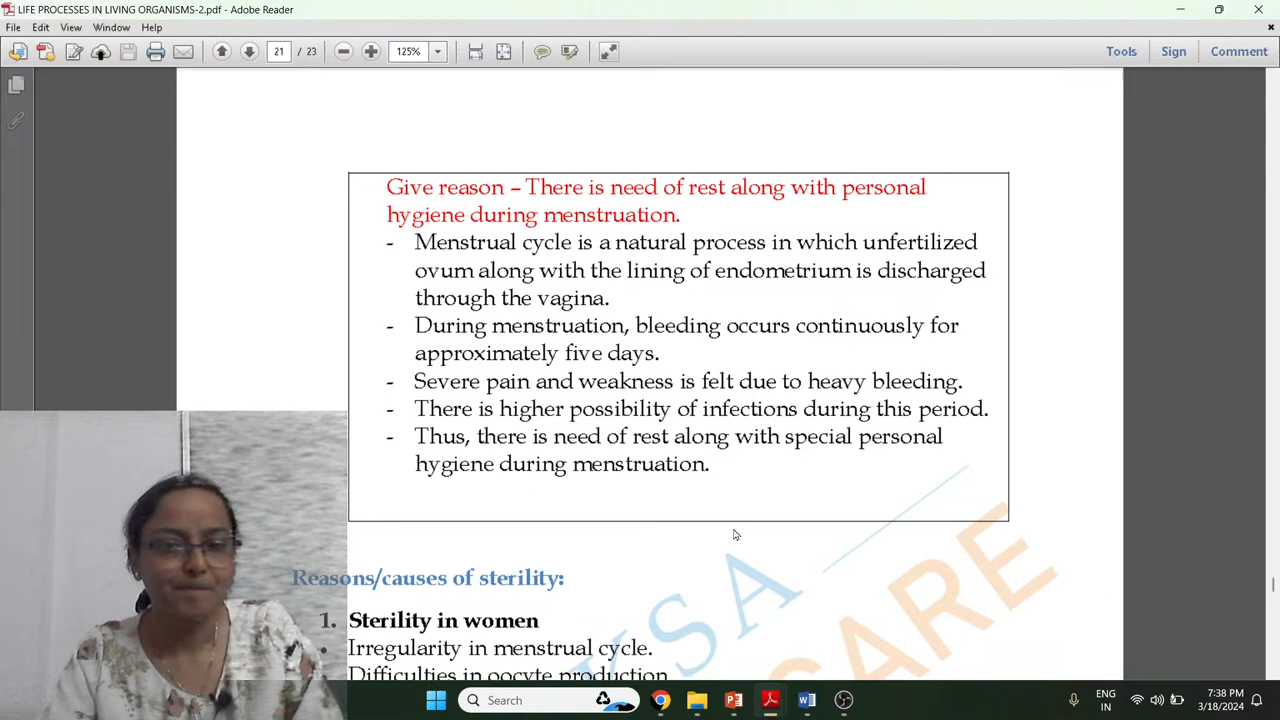 LIFE PROCESSES IN LIVING ORGANISMS-2.pdf - Adobe Reader
File Edit View Window Help
21 / 23 125% Tools Sign Comment
Give reason – There is need of rest along with personal
hygiene during menstruation.
- Menstrual cycle is a natural process in which unfertilized
ovum along with the lining of endometrium is discharged
through the vagina.
- During menstruation, bleeding occurs continuously for
approximately five days.
- Severe pain and weakness is felt due to heavy bleeding.
- There is higher possibility of infections during this period.
- Thus, there is need of rest along with special personal
hygiene during menstruation.
Reasons/causes of sterility:
1. Sterility in women
• Irregularity in menstrual cycle.
Difficulties in oocyte production
YSA
CARE
Search
ENG
IN
7:38 PM
3/18/2024